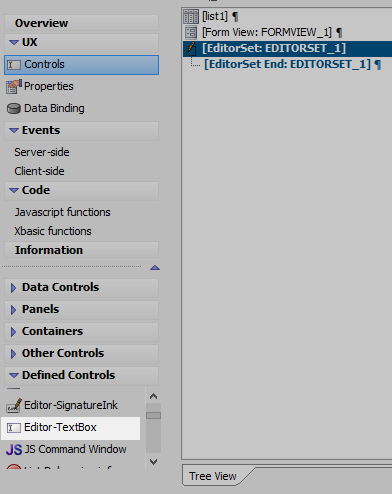 Overview
UX
Controls
Properties
Data Binding
Events
Server-side
Client-side
Code
Javascript functions
Xbasic functions
Information
Data Controls
Panels
Containers
Other Controls
Defined Controls
Editor-SignatureInk
Editor-TextBox
JS Command Window
[list1] ¶
[Form View: FORMVIEW_1] ¶
[EditorSet: EDITORSET_1]
[EditorSet End: EDITORSET_1] ¶
Tree View